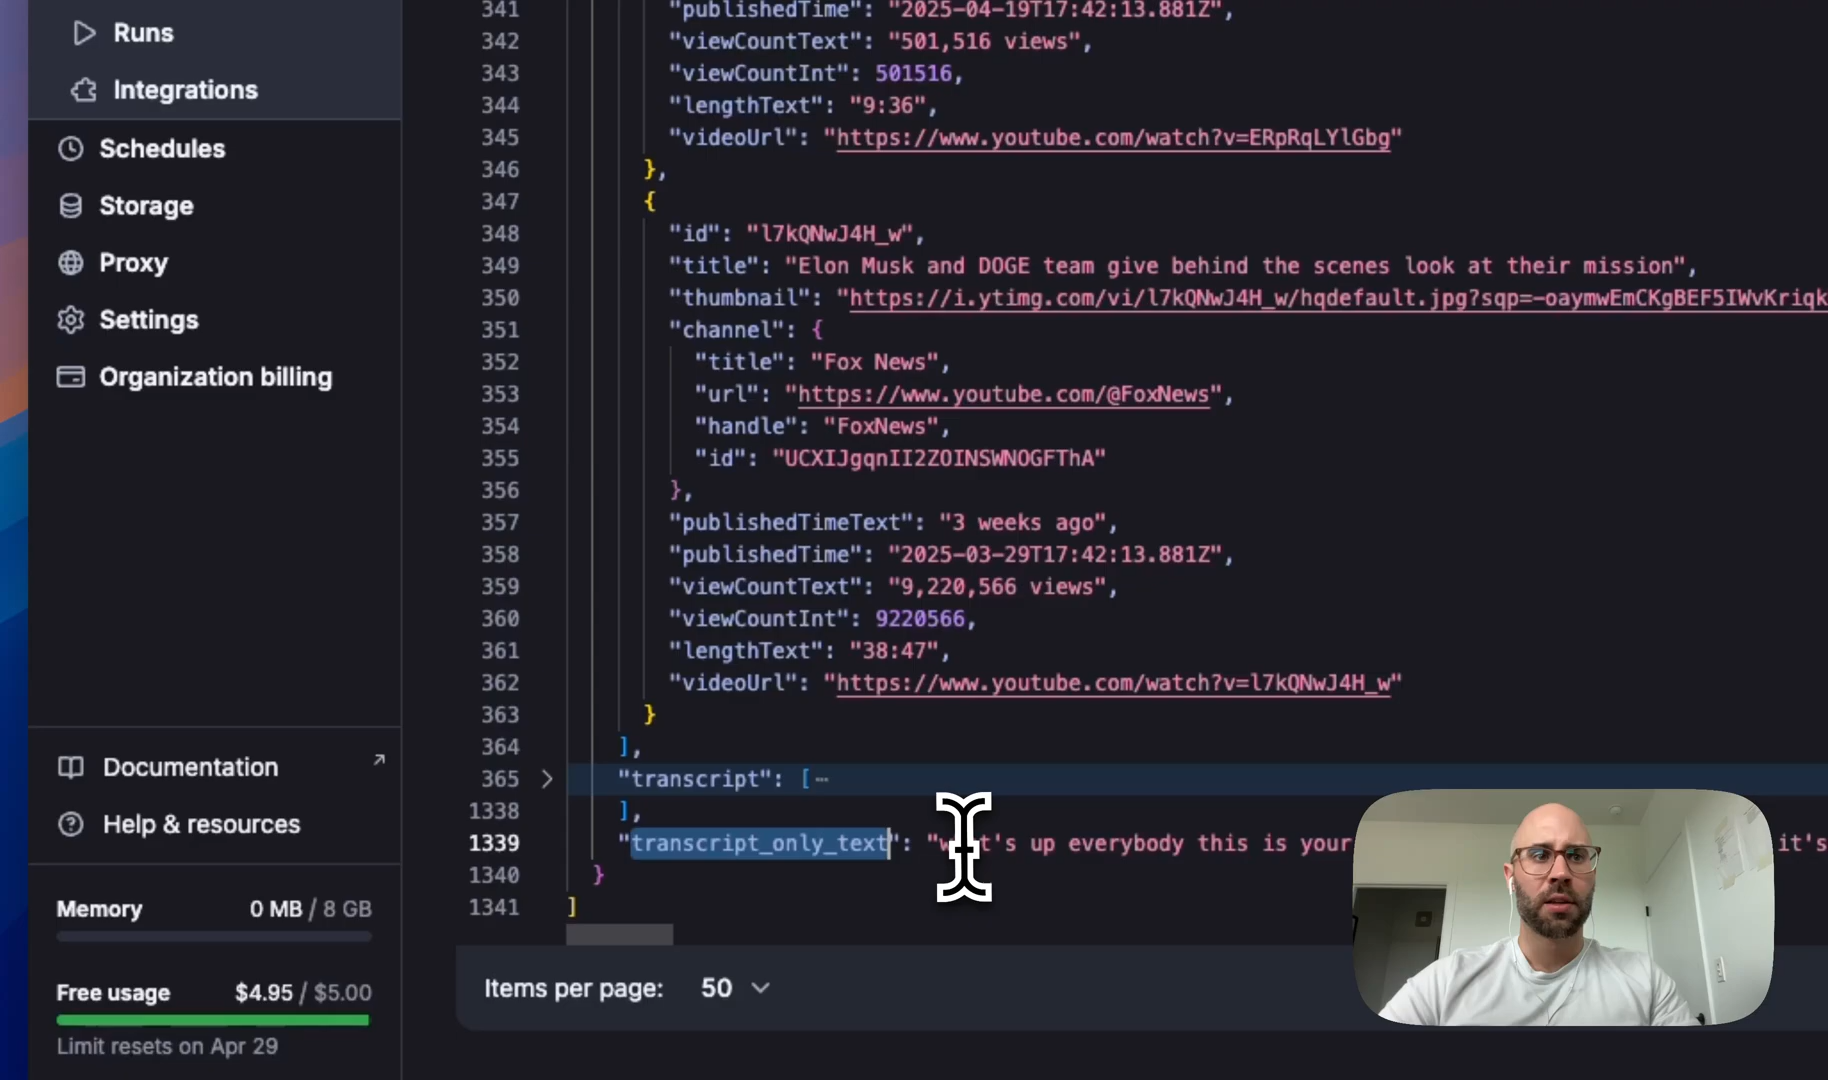 Runs
Integrations
Schedules
Storage
Proxy
Settings
Organization billing
Documentation
Help & resources
Memory 0 MB / 8 GB
Free usage $4.95 / $5.00
Limit resets on Apr 29
341 "publishedTime": "2025-04-19T17:42:13.881Z",
342 "viewCountText": "501,516 views",
343 "viewCountInt": 501516,
344 "lengthText": "9:36",
345 "videoUrl": "https://www.youtube.com/watch?v=ERpRqLYlGbg"
346 },
347 {
348 "id": "l7kQNwJ4H_w",
349 "title": "Elon Musk and DOGE team give behind the scenes look at their mission",
350 "thumbnail": "https://i.ytimg.com/vi/l7kQNwJ4H_w/hqdefault.jpg?sqp=-oaymwEmCKgBEF5IWvKriqk
351 "channel": {
352 "title": "Fox News",
353 "url": "https://www.youtube.com/@FoxNews",
354 "handle": "FoxNews",
355 "id": "UCXIJgqnII2ZOINSWNOGFThA"
356 },
357 "publishedTimeText": "3 weeks ago",
358 "publishedTime": "2025-03-29T17:42:13.881Z",
359 "viewCountText": "9,220,566 views",
360 "viewCountInt": 9220566,
361 "lengthText": "38:47",
362 "videoUrl": "https://www.youtube.com/watch?v=l7kQNwJ4H_w"
363 }
364 ],
365 "transcript": [⋯
1338 ],
1339 "transcript_only_text": "what's up everybody this is your it's
1340 }
1341 ]
Items per page: 50